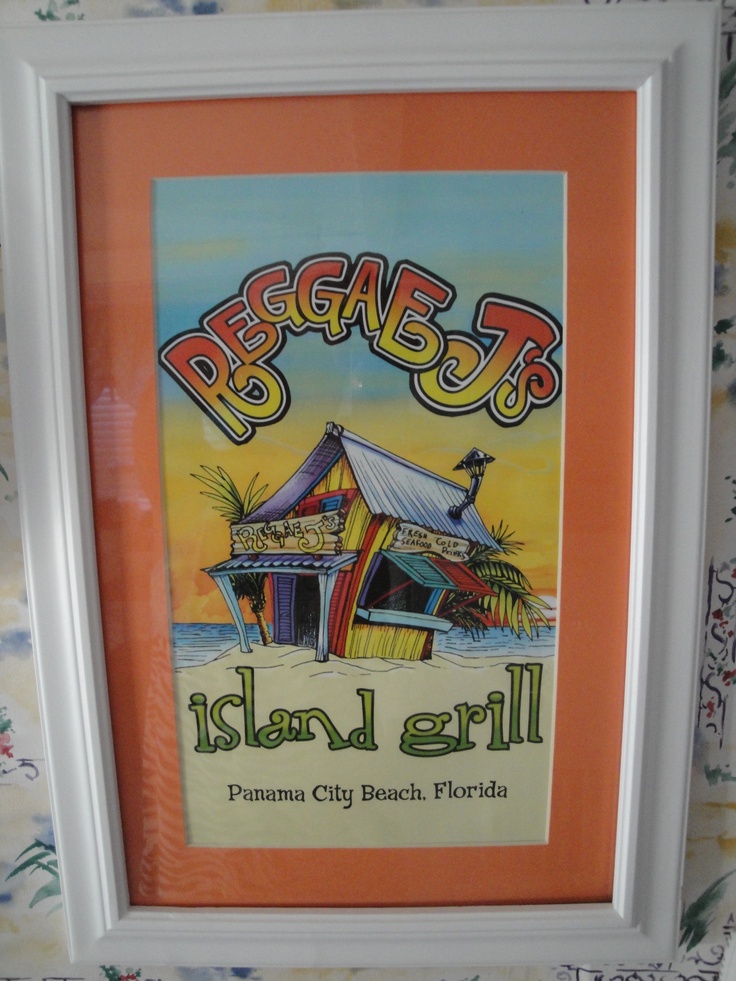 REGGAE J's
REGGAE J's
FRESH COLD
SEAFOOD DRINKS
island grill
Panama City Beach, Florida